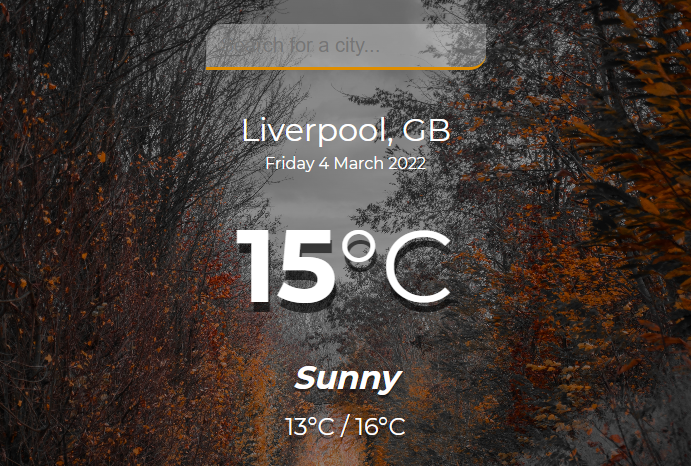 Search for a city...
Liverpool, GB
Friday 4 March 2022
15°C
Sunny
13°C / 16°C